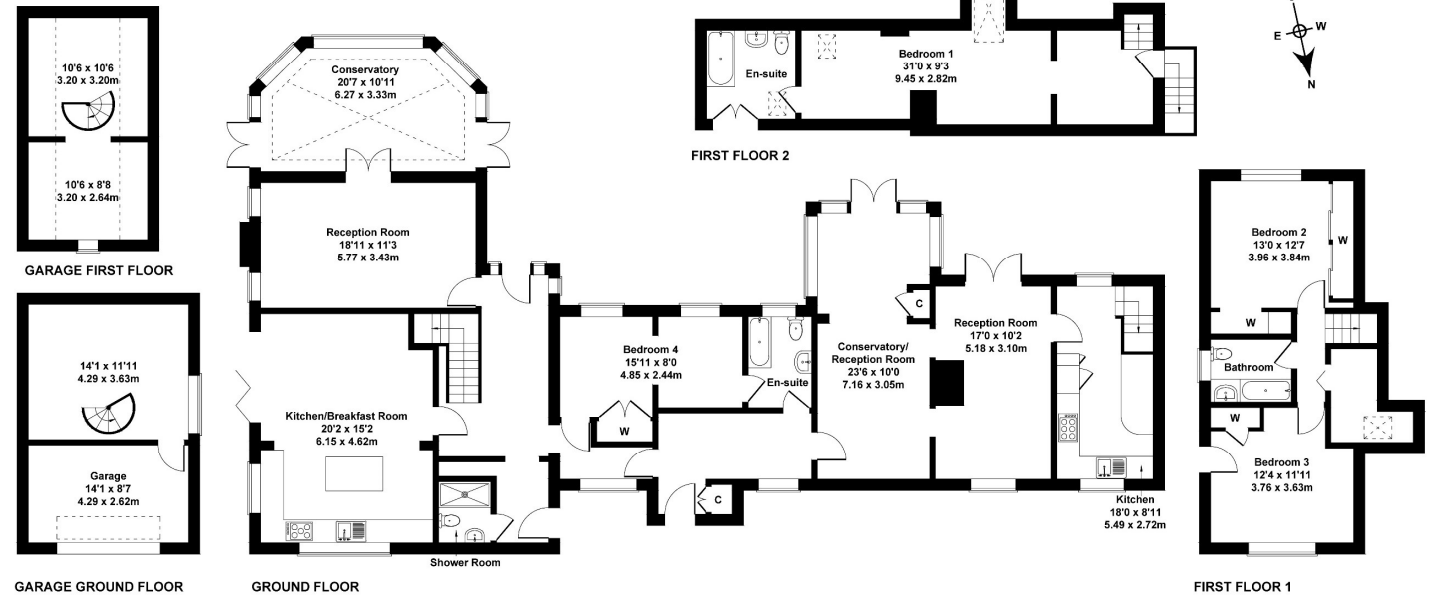 10'6 x 10'6
3.20 x 3.20m
10'6 x 8'8
3.20 x 2.64m
GARAGE FIRST FLOOR
14'1 x 11'11
4.29 x 3.63m
Garage
14'1 x 8'7
4.29 x 2.62m
GARAGE GROUND FLOOR
Conservatory
20'7 x 10'11
6.27 x 3.33m
Reception Room
18'11 x 11'3
5.77 x 3.43m
Kitchen/Breakfast Room
20'2 x 15'2
6.15 x 4.62m
Shower Room
Bedroom 4
15'11 x 8'0
4.85 x 2.44m
W
En-suite
C
Conservatory/
Reception Room
23'6 x 10'0
7.16 x 3.05m
C
Reception Room
17'0 x 10'2
5.18 x 3.10m
Kitchen
18'0 x 8'11
5.49 x 2.72m
GROUND FLOOR
En-suite
Bedroom 1
31'0 x 9'3
9.45 x 2.82m
FIRST FLOOR 2
E
W
N
Bedroom 2
13'0 x 12'7
3.96 x 3.84m
W
W
Bathroom
W
Bedroom 3
12'4 x 11'11
3.76 x 3.63m
FIRST FLOOR 1